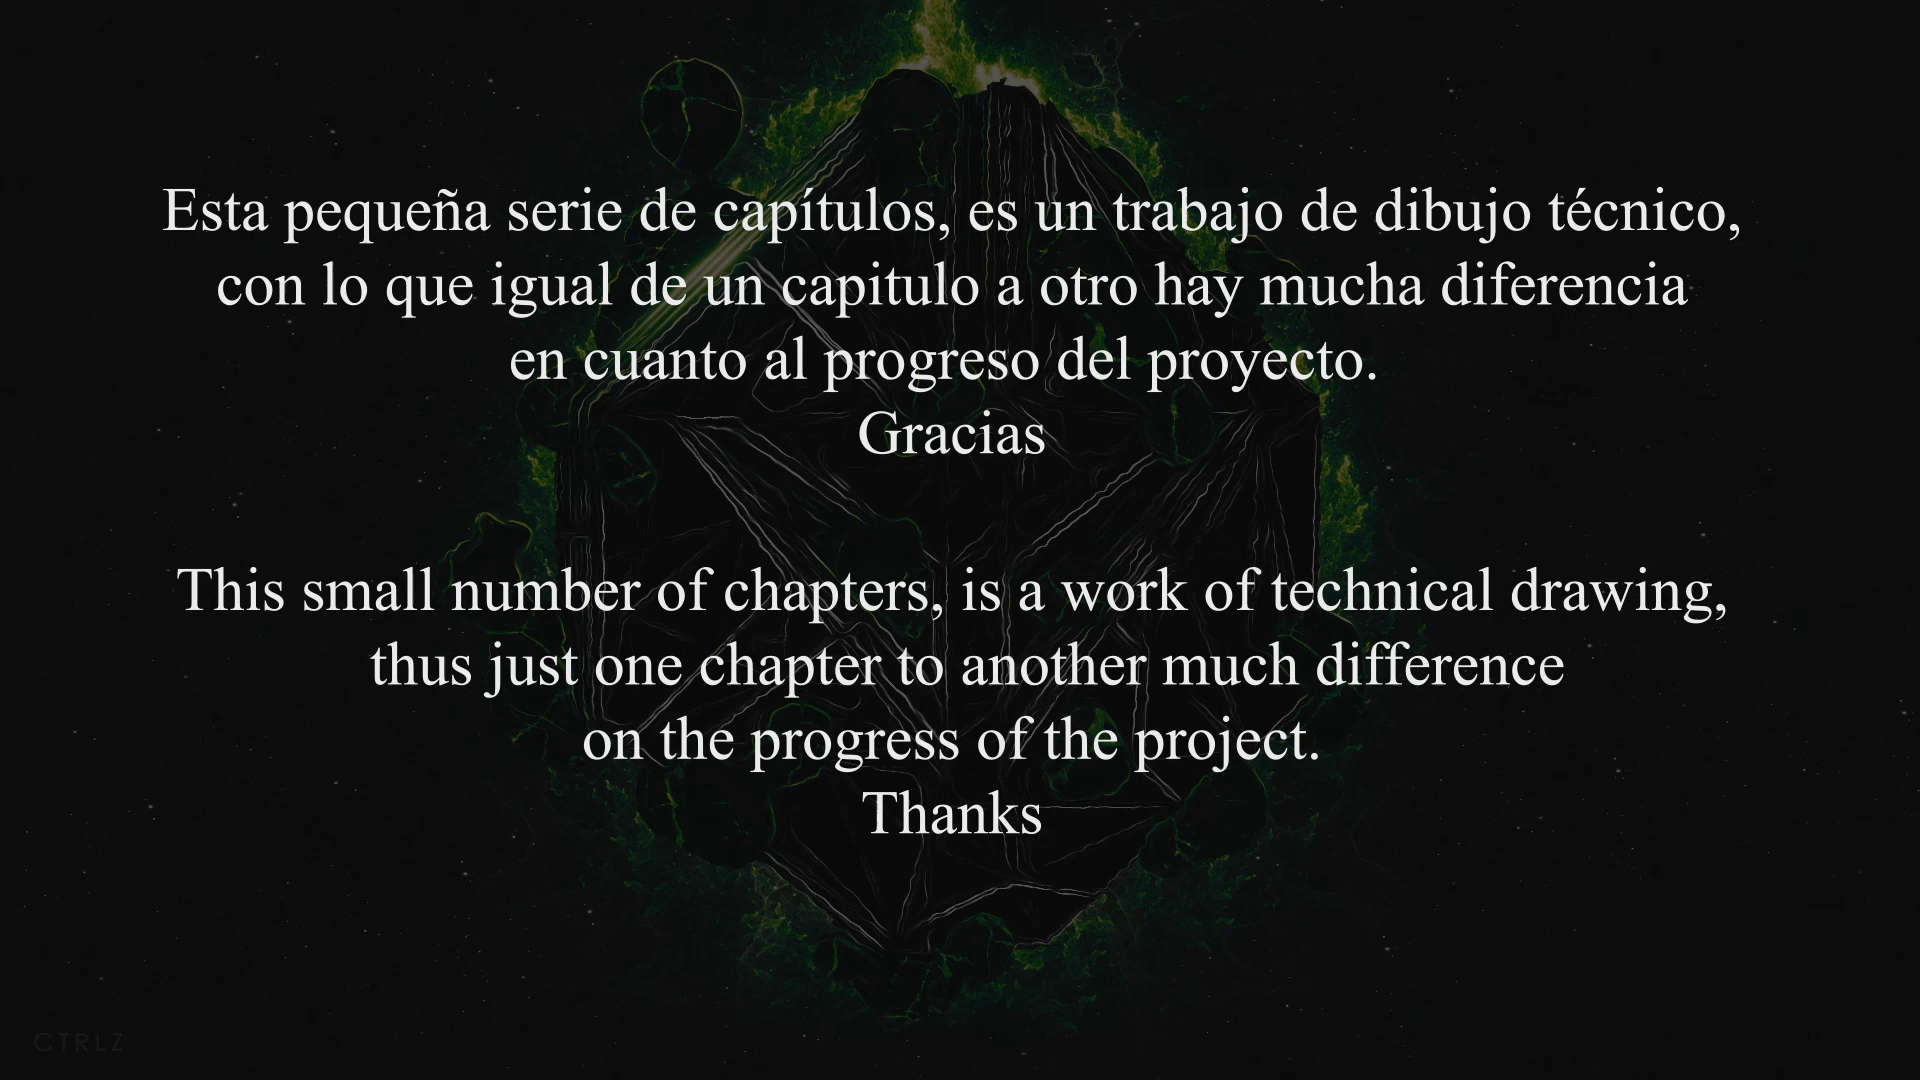 Esta pequeña serie de capítulos, es un trabajo de dibujo técnico,
con lo que igual de un capitulo a otro hay mucha diferencia
en cuanto al progreso del proyecto.
Gracias
This small number of chapters, is a work of technical drawing,
thus just one chapter to another much difference
on the progress of the project.
Thanks
CTRLZ